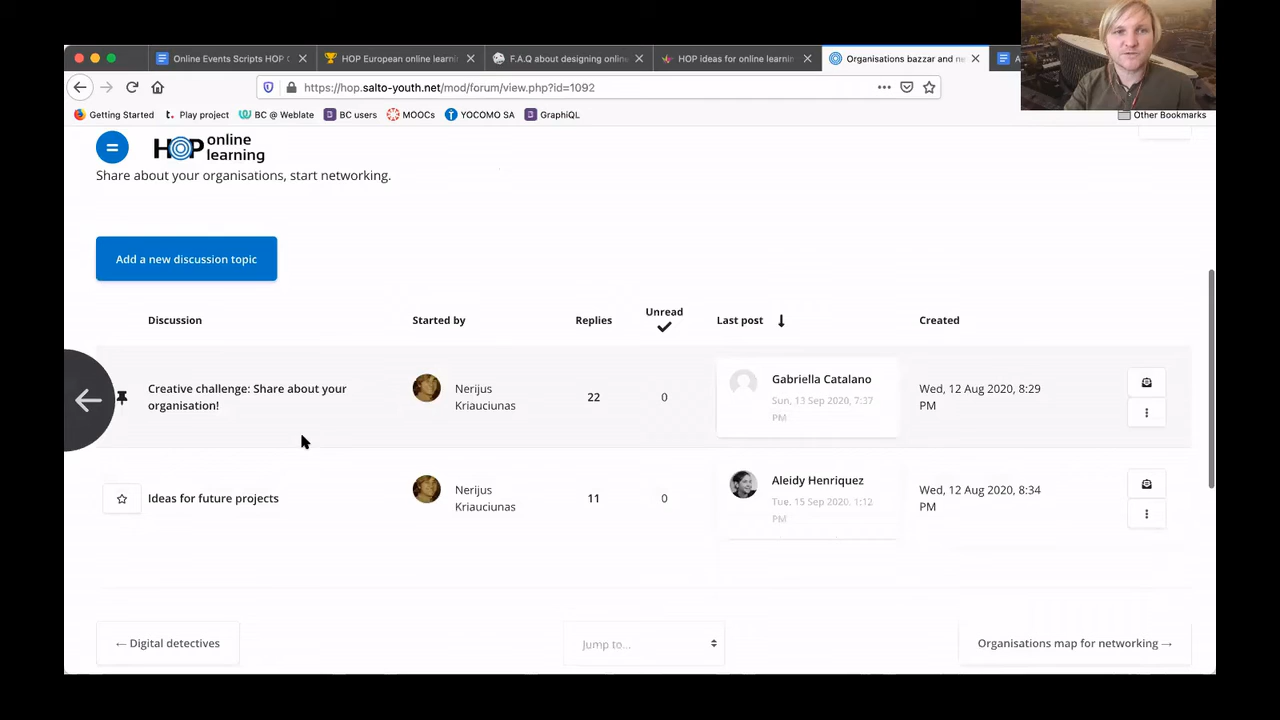 Online Events Scripts HOP
HOP European online learni
F.A.Q about designing online
HOP ideas for online learnin
Organisations bazzar and ne
A
https://hop.salto-youth.net/mod/forum/view.php?id=1092
Getting Started
Play project
BC @ Weblate
BC users
MOOCs
YOCOMO SA
GraphiQL
Other Bookmarks
HOP online learning
Share about your organisations, start networking.
Add a new discussion topic
Discussion
Started by
Replies
Unread
Last post
Created
Creative challenge: Share about your
organisation!
Nerijus
Kriauciunas
22
0
Gabriella Catalano
Sun, 13 Sep 2020, 7:37
PM
Wed, 12 Aug 2020, 8:29
PM
Ideas for future projects
Nerijus
Kriauciunas
11
0
Aleidy Henriquez
Tue, 15 Sep 2020, 1:12
PM
Wed, 12 Aug 2020, 8:34
PM
← Digital detectives
Jump to...
Organisations map for networking →